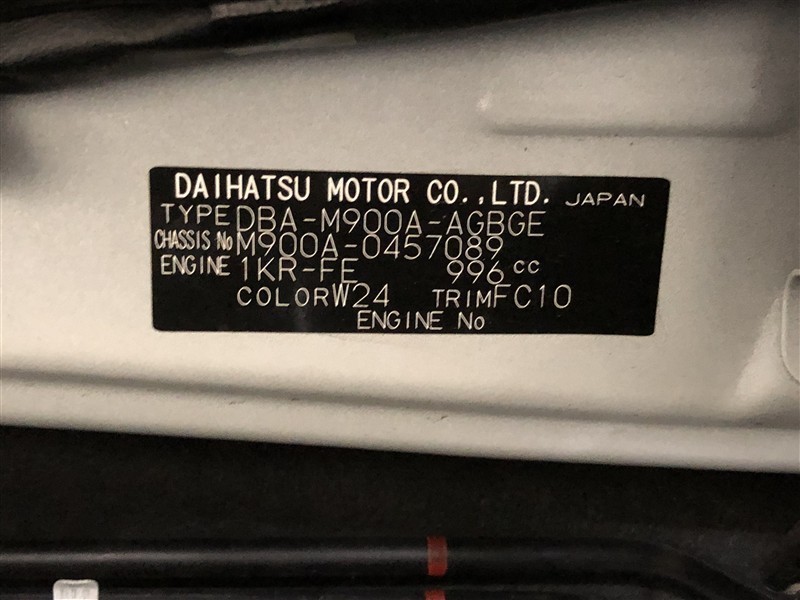 DAIHATSU MOTOR CO.,LTD. JAPAN
TYPE DBA-M900A-AGBGE
CHASSIS No M900A-0457089
ENGINE 1KR-FE 996 cc
COLOR W24 TRIM FC10
ENGINE No